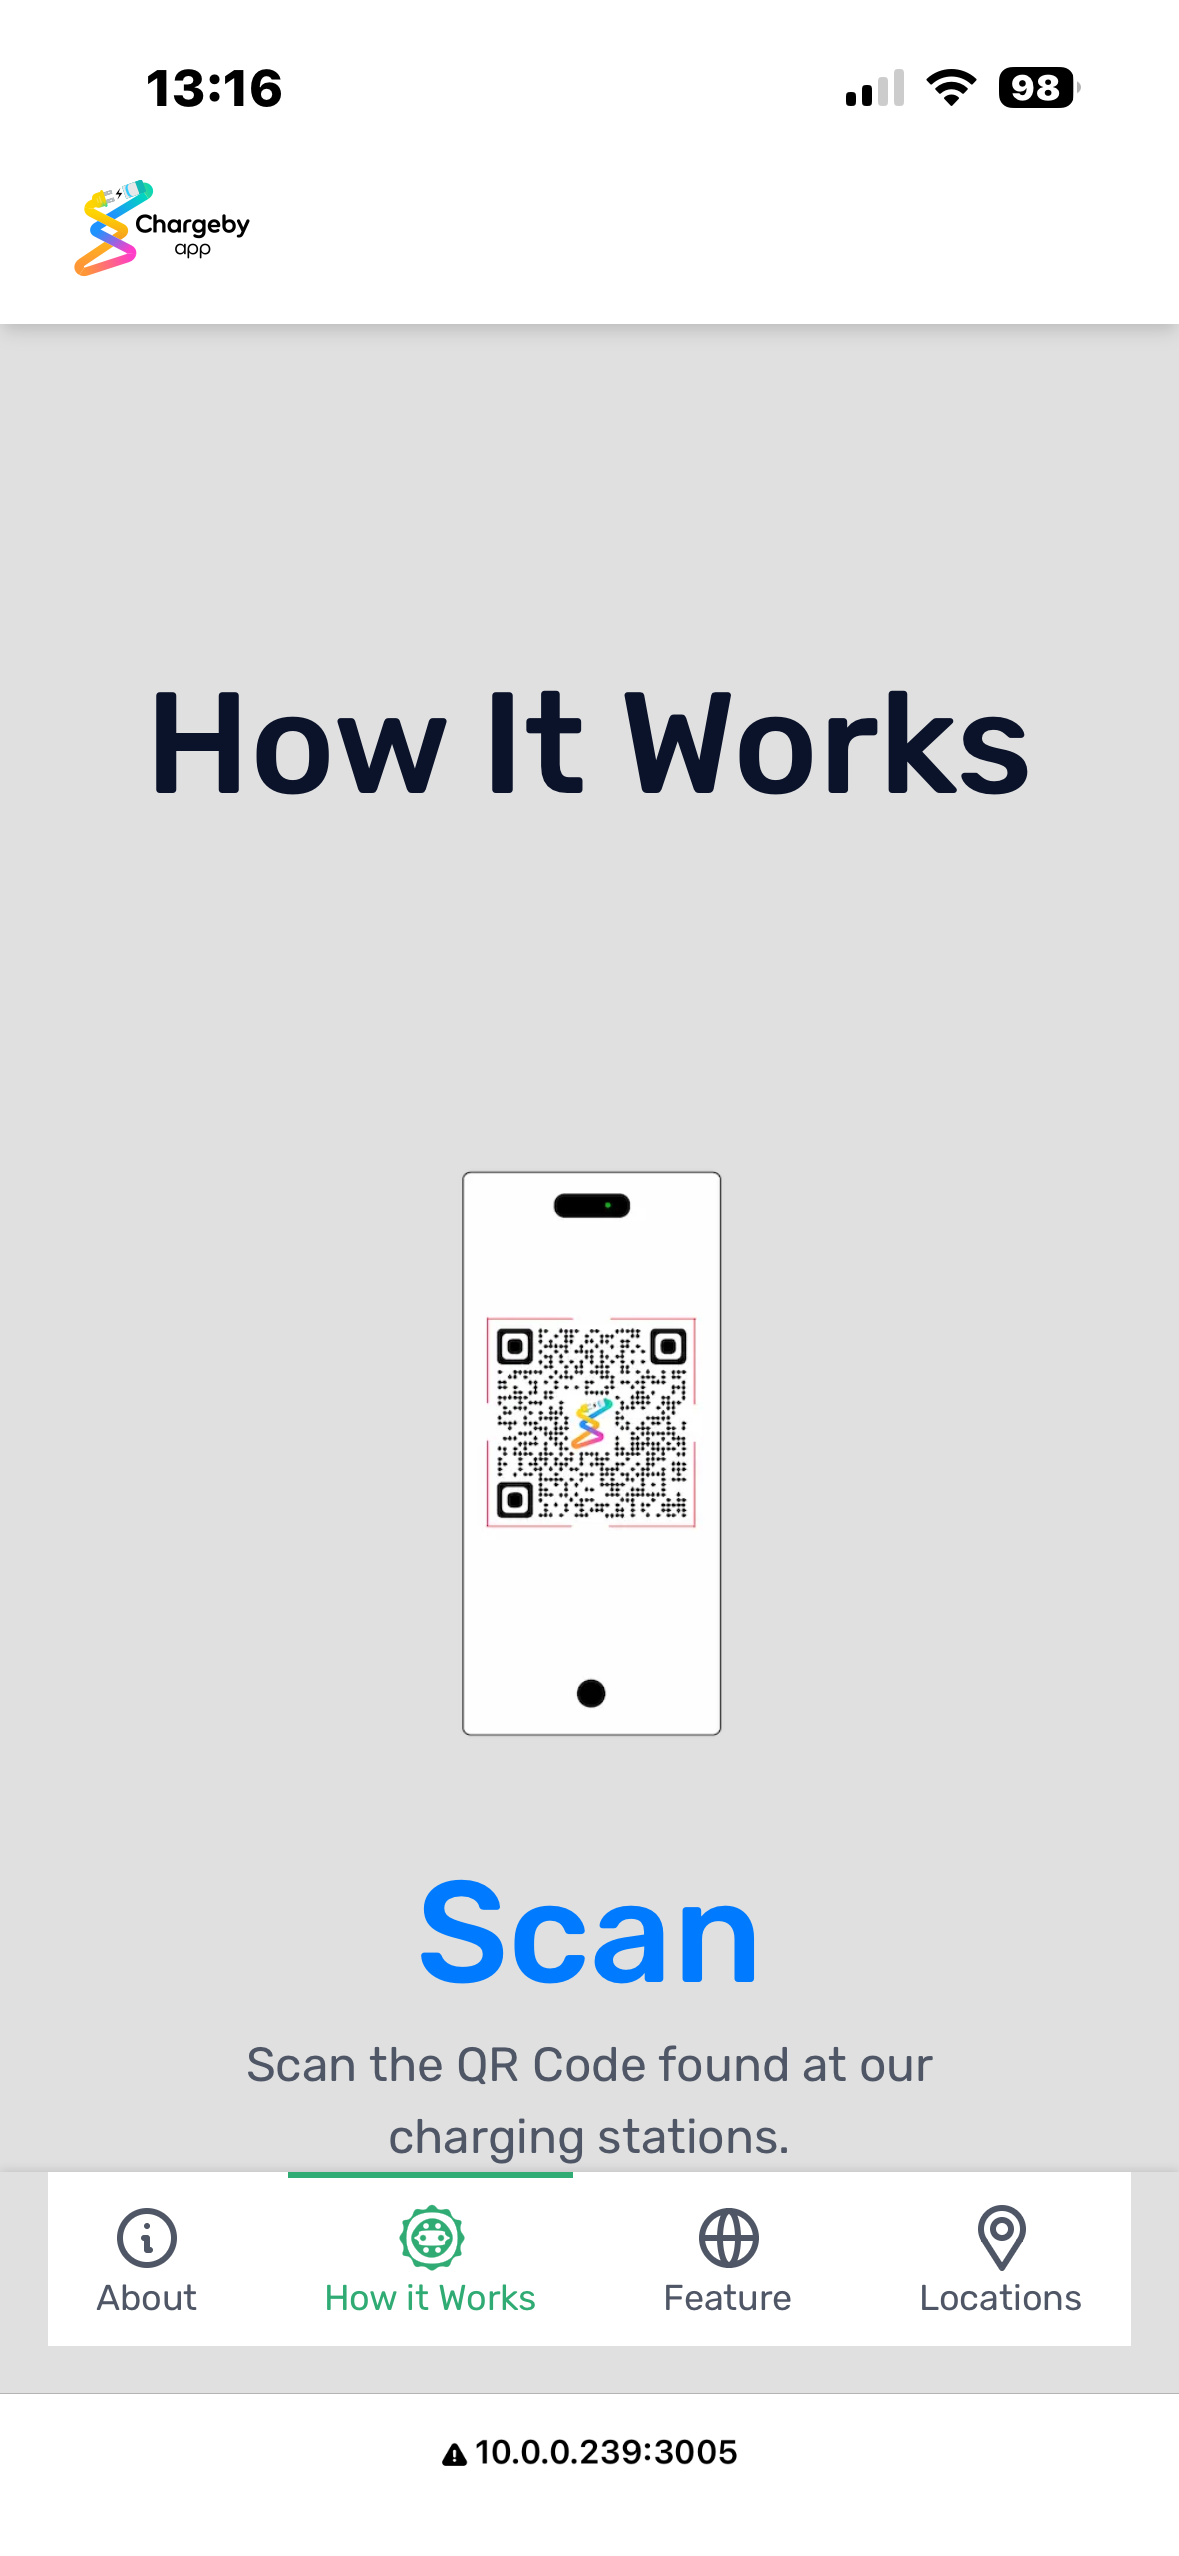 13:16
98
Chargeby
app
How It Works
Scan
Scan the QR Code found at our
charging stations.
About
How it Works
Feature
Locations
10.0.0.239:3005